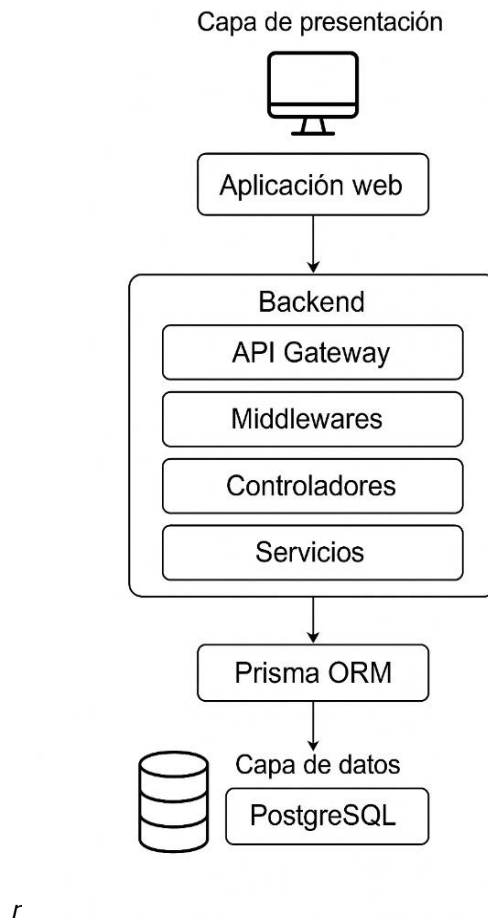 Capa de presentación
Aplicación web
Backend
API Gateway
Middlewares
Controladores
Servicios
Prisma ORM
Capa de datos
PostgreSQL
r